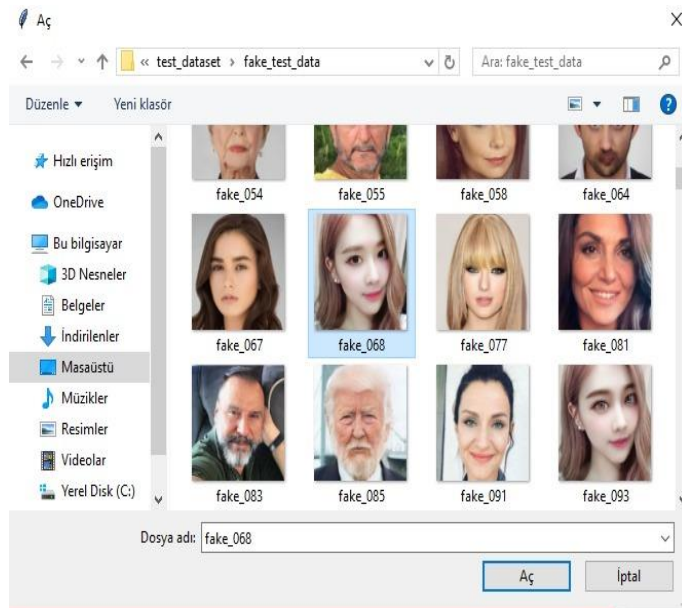 Aç
« test_dataset › fake_test_data
Ara: fake_test_data
Düzenle
Yeni klasör
Hızlı erişim
OneDrive
Bu bilgisayar
3D Nesneler
Belgeler
İndirilenler
Masaüstü
Müzikler
Resimler
Videolar
Yerel Disk (C:)
fake_054
fake_055
fake_058
fake_064
fake_067
fake_068
fake_077
fake_081
fake_083
fake_085
fake_091
fake_093
Dosya adı: fake_068
Aç
İptal